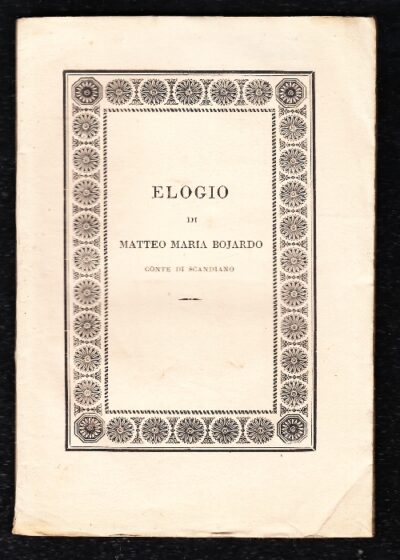 ELOGIO
DI
MATTEO MARIA BOJARDO
CONTE DI SCANDIANO